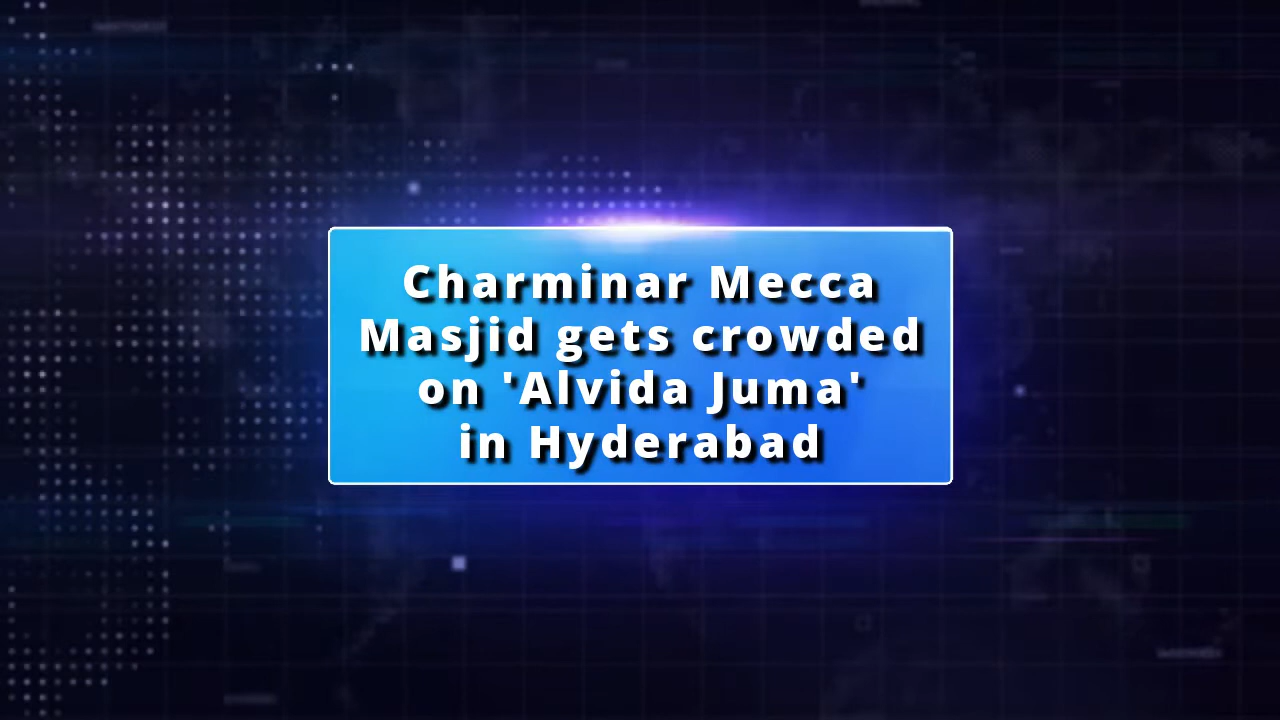 Charminar Mecca
Masjid gets crowded
on 'Alvida Juma'
in Hyderabad